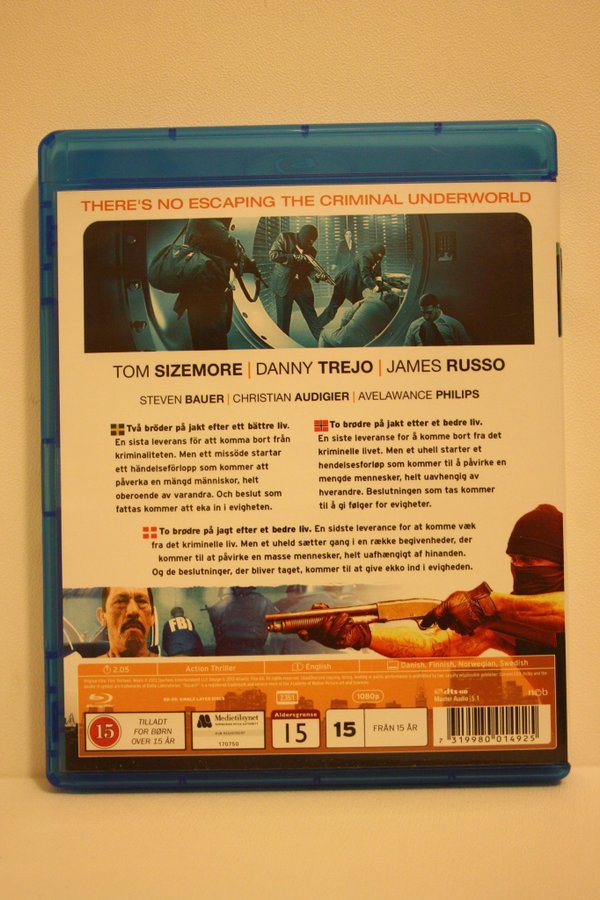 THERE'S NO ESCAPING THE CRIMINAL UNDERWORLD
TOM SIZEMORE | DANNY TREJO | JAMES RUSSO
STEVEN BAUER | CHRISTIAN AUDIGIER | AVELAWANCE PHILIPS
Två bröder på jakt efter ett bättre liv.
En sista leverans för att komma bort från
kriminaliteten. Men ett missöde startar
ett händelseförlopp som kommer att
påverka en mängd människor, helt
oberoende av varandra. Och beslut som
fattas kommer att eka in i evigheten.
To brødre på jakt etter et bedre liv.
En siste leveranse for å komme bort fra det
kriminelle livet. Men et uhell starter et
hendelsesforløp som kommer til å påvirke en
mengde mennesker, helt uavhengig av
hverandre. Beslutningen som tas kommer
til å gi følger for evigheter.
To brødre på jagt efter et bedre liv. En sidste leverance for at komme væk
fra det kriminelle liv. Men et uheld sætter gang i en række begivenheder, der
kommer til at påvirke en masse mennesker, helt uafhængigt af hinanden.
Og de beslutninger, der bliver taget, kommer til at give ekko ind i evigheden.
FBI
2.05
Action Thriller
English
Danish, Finnish, Norwegian, Swedish
BD-25: SINGLE LAYER DISCS
2.35:1
1080p
dts HD
Master Audio | 5.1
ncb
15
TILLADT
FOR BØRN
OVER 15 ÅR
Medietilsynet
170750
Aldersgrense
15
15
FRÅN 15 ÅR
7 319980 014925